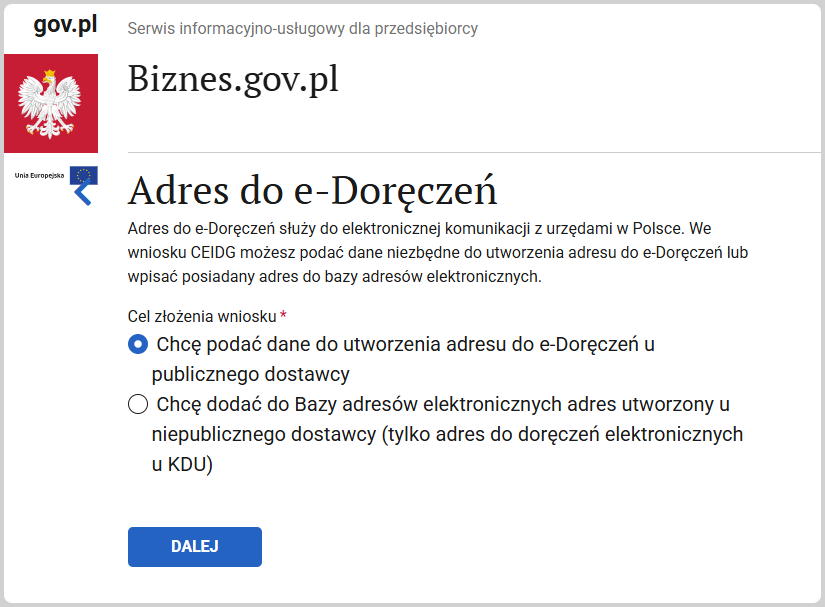 gov.pl
Serwis informacyjno-usługowy dla przedsiębiorcy
Biznes.gov.pl
Unia Europejska
Adres do e-Doręczeń
Adres do e-Doręczeń służy do elektronicznej komunikacji z urzędami w Polsce. We
wniosku CEIDG możesz podać dane niezbędne do utworzenia adresu do e-Doręczeń lub
wpisać posiadany adres do bazy adresów elektronicznych.
Cel złożenia wniosku *
Chcę podać dane do utworzenia adresu do e-Doręczeń u
publicznego dostawcy
Chcę dodać do Bazy adresów elektronicznych adres utworzony u
niepublicznego dostawcy (tylko adres do doręczeń elektronicznych
u KDU)
DALEJ